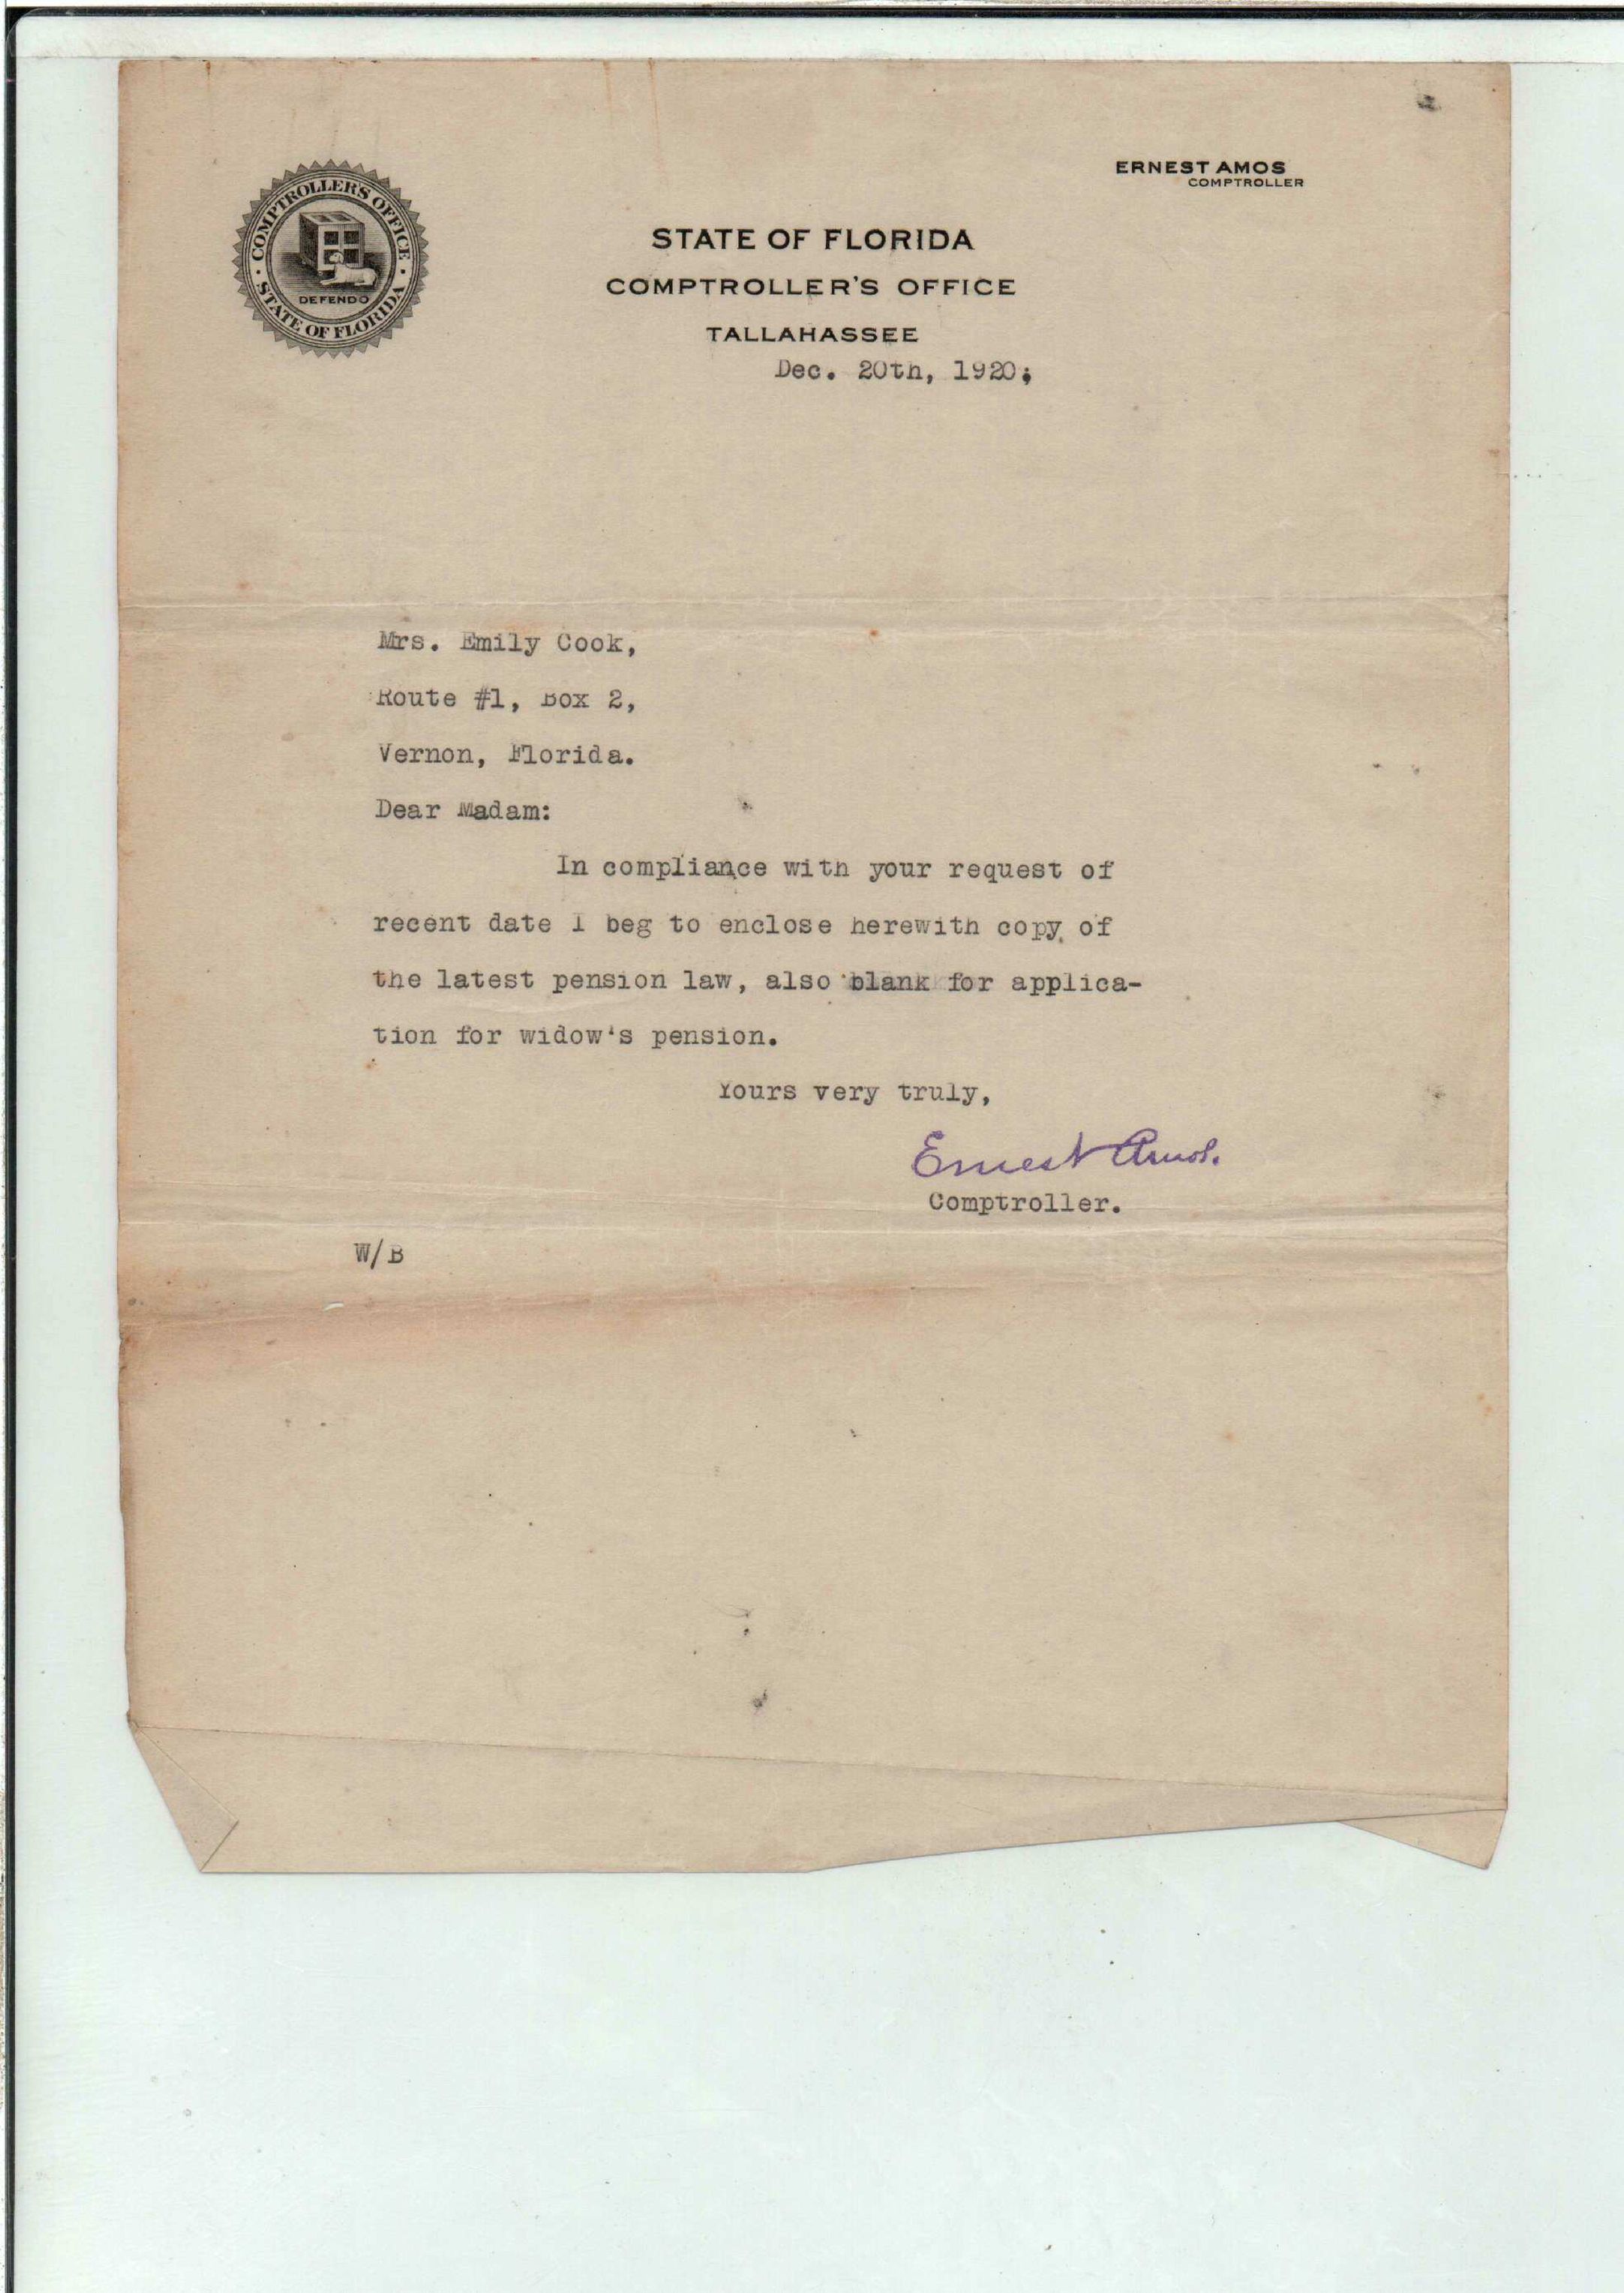 COMPTROLLER'S OFFICE
STATE OF FLORIDA
DEFENDO
ERNEST AMOS
COMPTROLLER
STATE OF FLORIDA
COMPTROLLER'S OFFICE
TALLAHASSEE
Dec. 20th, 1920;
Mrs. Emily Cook,
Route #1, Box 2,
Vernon, Florida.
Dear Madam:
In compliance with your request of
recent date I beg to enclose herewith copy of
the latest pension law, also blank for applica-
tion for widow's pension.
Yours very truly,
Ernest Amos.
Comptroller.
W/B